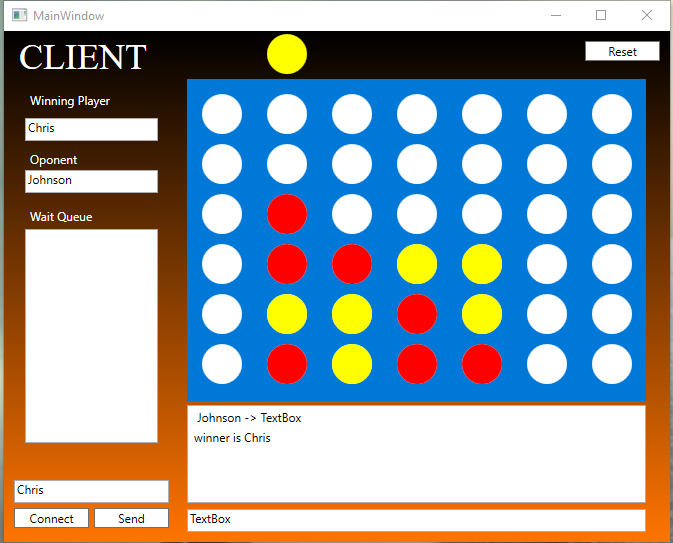 MainWindow
CLIENT
Reset
Winning Player
Chris
Oponent
Johnson
Wait Queue
Johnson -> TextBox
winner is Chris
Chris
Connect
Send
TextBox